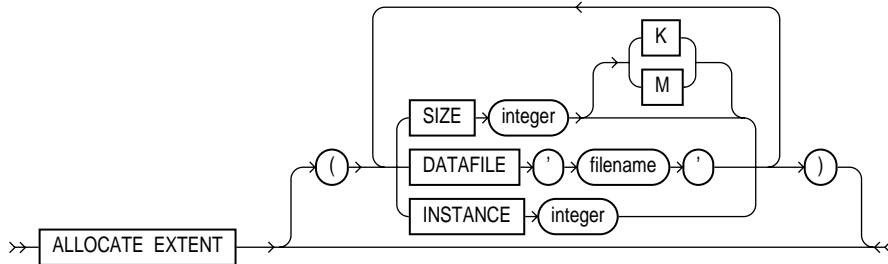 K
M
SIZE integer
( DATAFILE ' filename ' )
INSTANCE integer
ALLOCATE EXTENT